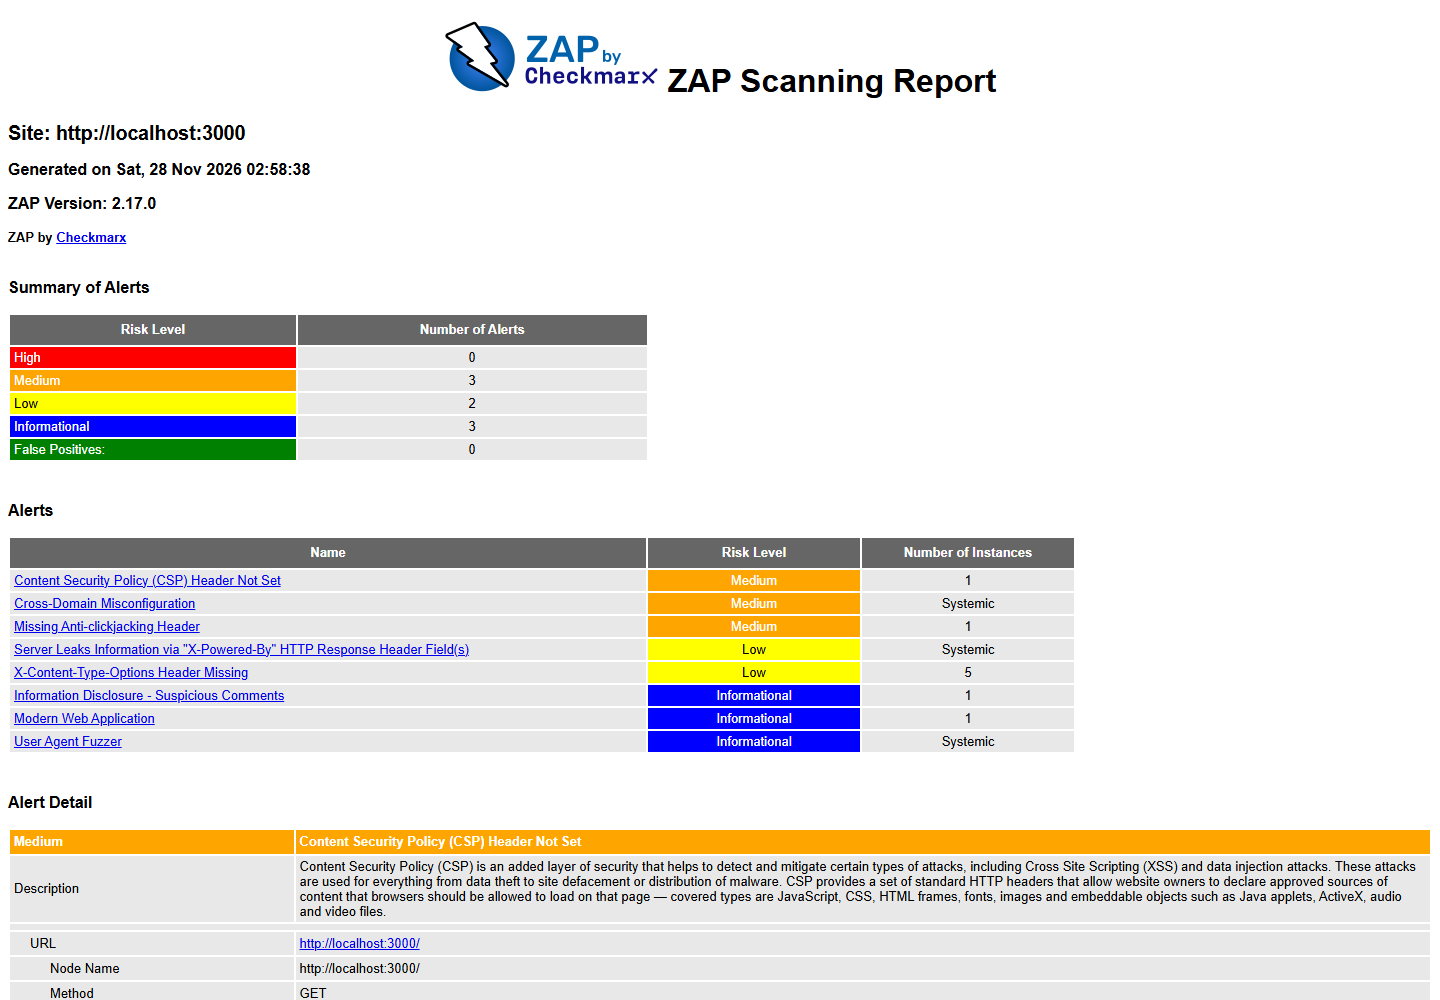 ZAP by
Checkmarx ZAP Scanning Report
Site: http://localhost:3000
Generated on Sat, 28 Nov 2026 02:58:38
ZAP Version: 2.17.0
ZAP by Checkmarx
Summary of Alerts
Risk Level Number of Alerts
High 0
Medium 3
Low 2
Informational 3
False Positives: 0
Alerts
Name Risk Level Number of Instances
Content Security Policy (CSP) Header Not Set Medium 1
Cross-Domain Misconfiguration Medium Systemic
Missing Anti-clickjacking Header Medium 1
Server Leaks Information via "X-Powered-By" HTTP Response Header Field(s) Low Systemic
X-Content-Type-Options Header Missing Low 5
Information Disclosure - Suspicious Comments Informational 1
Modern Web Application Informational 1
User Agent Fuzzer Informational Systemic
Alert Detail
Medium Content Security Policy (CSP) Header Not Set
Description
Content Security Policy (CSP) is an added layer of security that helps to detect and mitigate certain types of attacks, including Cross Site Scripting (XSS) and data injection attacks. These attacks
are used for everything from data theft to site defacement or distribution of malware. CSP provides a set of standard HTTP headers that allow website owners to declare approved sources of
content that browsers should be allowed to load on that page — covered types are JavaScript, CSS, HTML frames, fonts, images and embeddable objects such as Java applets, ActiveX, audio
and video files.
URL http://localhost:3000/
Node Name http://localhost:3000/
Method GET